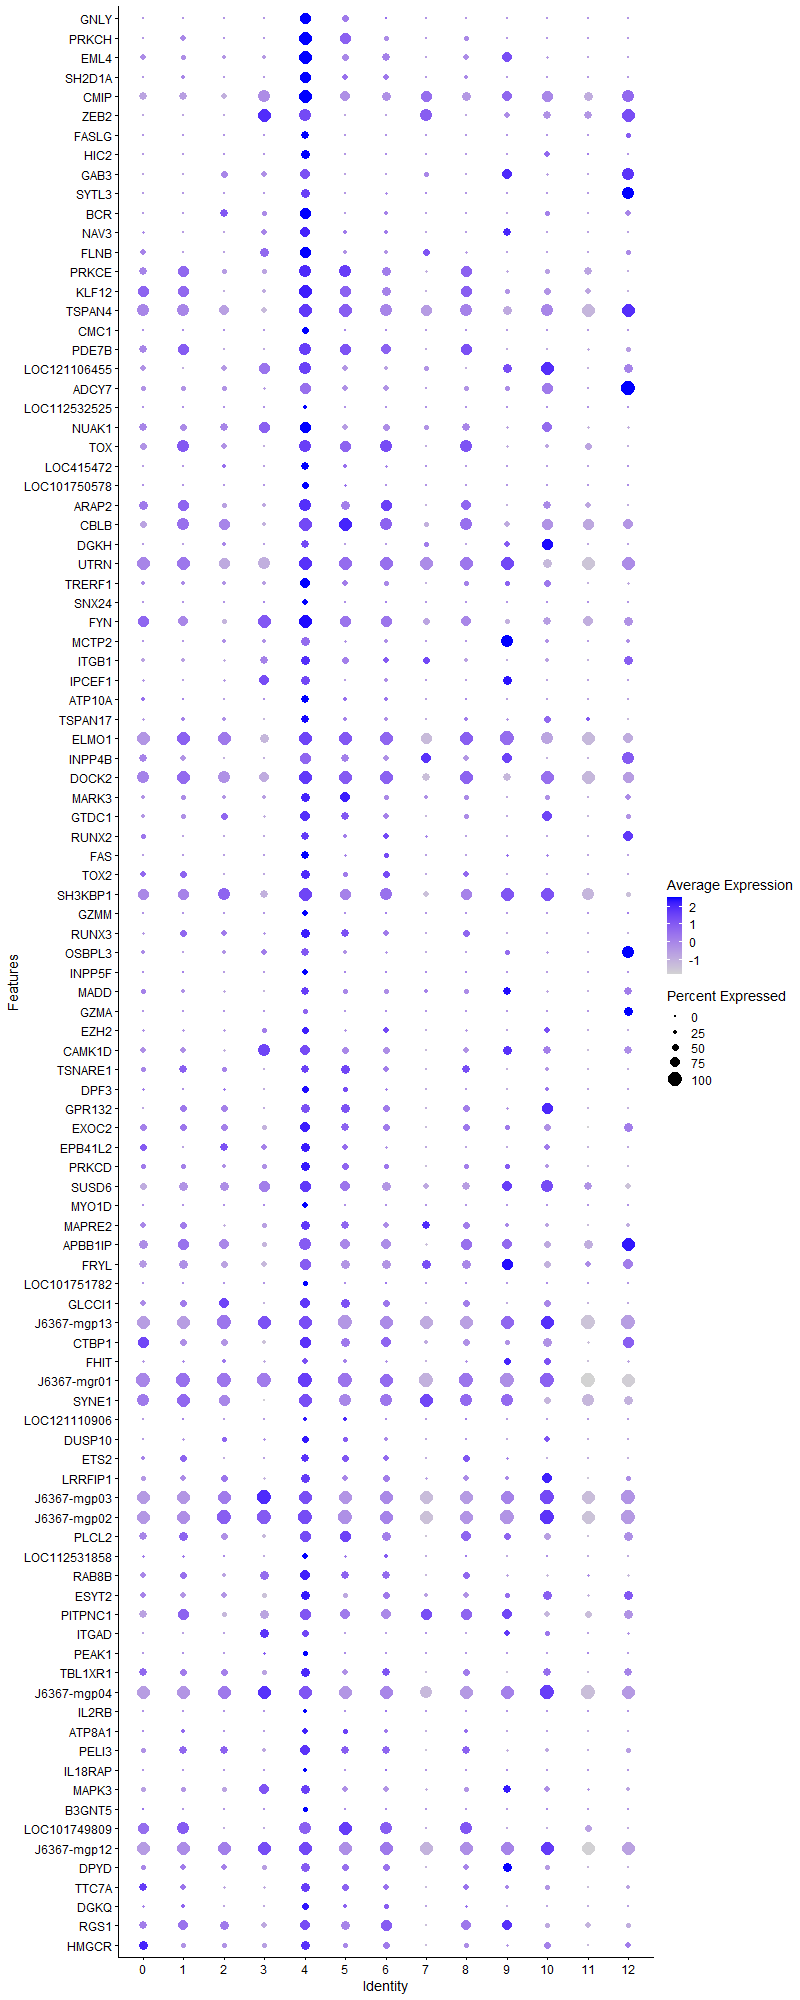 GNLY
PRKCH
EML4
SH2D1A
CMIP
ZEB2
FASLG
HIC2
GAB3
SYTL3
BCR
NAV3
FLNB
PRKCE
KLF12
TSPAN4
CMC1
PDE7B
LOC121106455
ADCY7
LOC112532525
NUAK1
TOX
LOC415472
LOC101750578
ARAP2
CBLB
DGKH
UTRN
TRERF1
SNX24
FYN
MCTP2
ITGB1
IPCEF1
ATP10A
TSPAN17
ELMO1
INPP4B
DOCK2
MARK3
GTDC1
RUNX2
FAS
TOX2
SH3KBP1
GZMM
RUNX3
OSBPL3
INPP5F
MADD
GZMA
EZH2
CAMK1D
TSNARE1
DPF3
GPR132
EXOC2
EPB41L2
PRKCD
SUSD6
MYO1D
MAPRE2
APBB1IP
FRYL
LOC101751782
GLCCI1
J6367-mgp13
CTBP1
FHIT
J6367-mgr01
SYNE1
LOC121110906
DUSP10
ETS2
LRRFIP1
J6367-mgp03
J6367-mgp02
PLCL2
LOC112531858
RAB8B
ESYT2
PITPNC1
ITGAD
PEAK1
TBL1XR1
J6367-mgp04
IL2RB
ATP8A1
PELI3
IL18RAP
MAPK3
B3GNT5
LOC101749809
J6367-mgp12
DPYD
TTC7A
DGKQ
RGS1
HMGCR
Features
0 1 2 3 4 5 6 7 8 9 10 11 12
Identity
Average Expression
2
1
0
-1
Percent Expressed
0
25
50
75
100